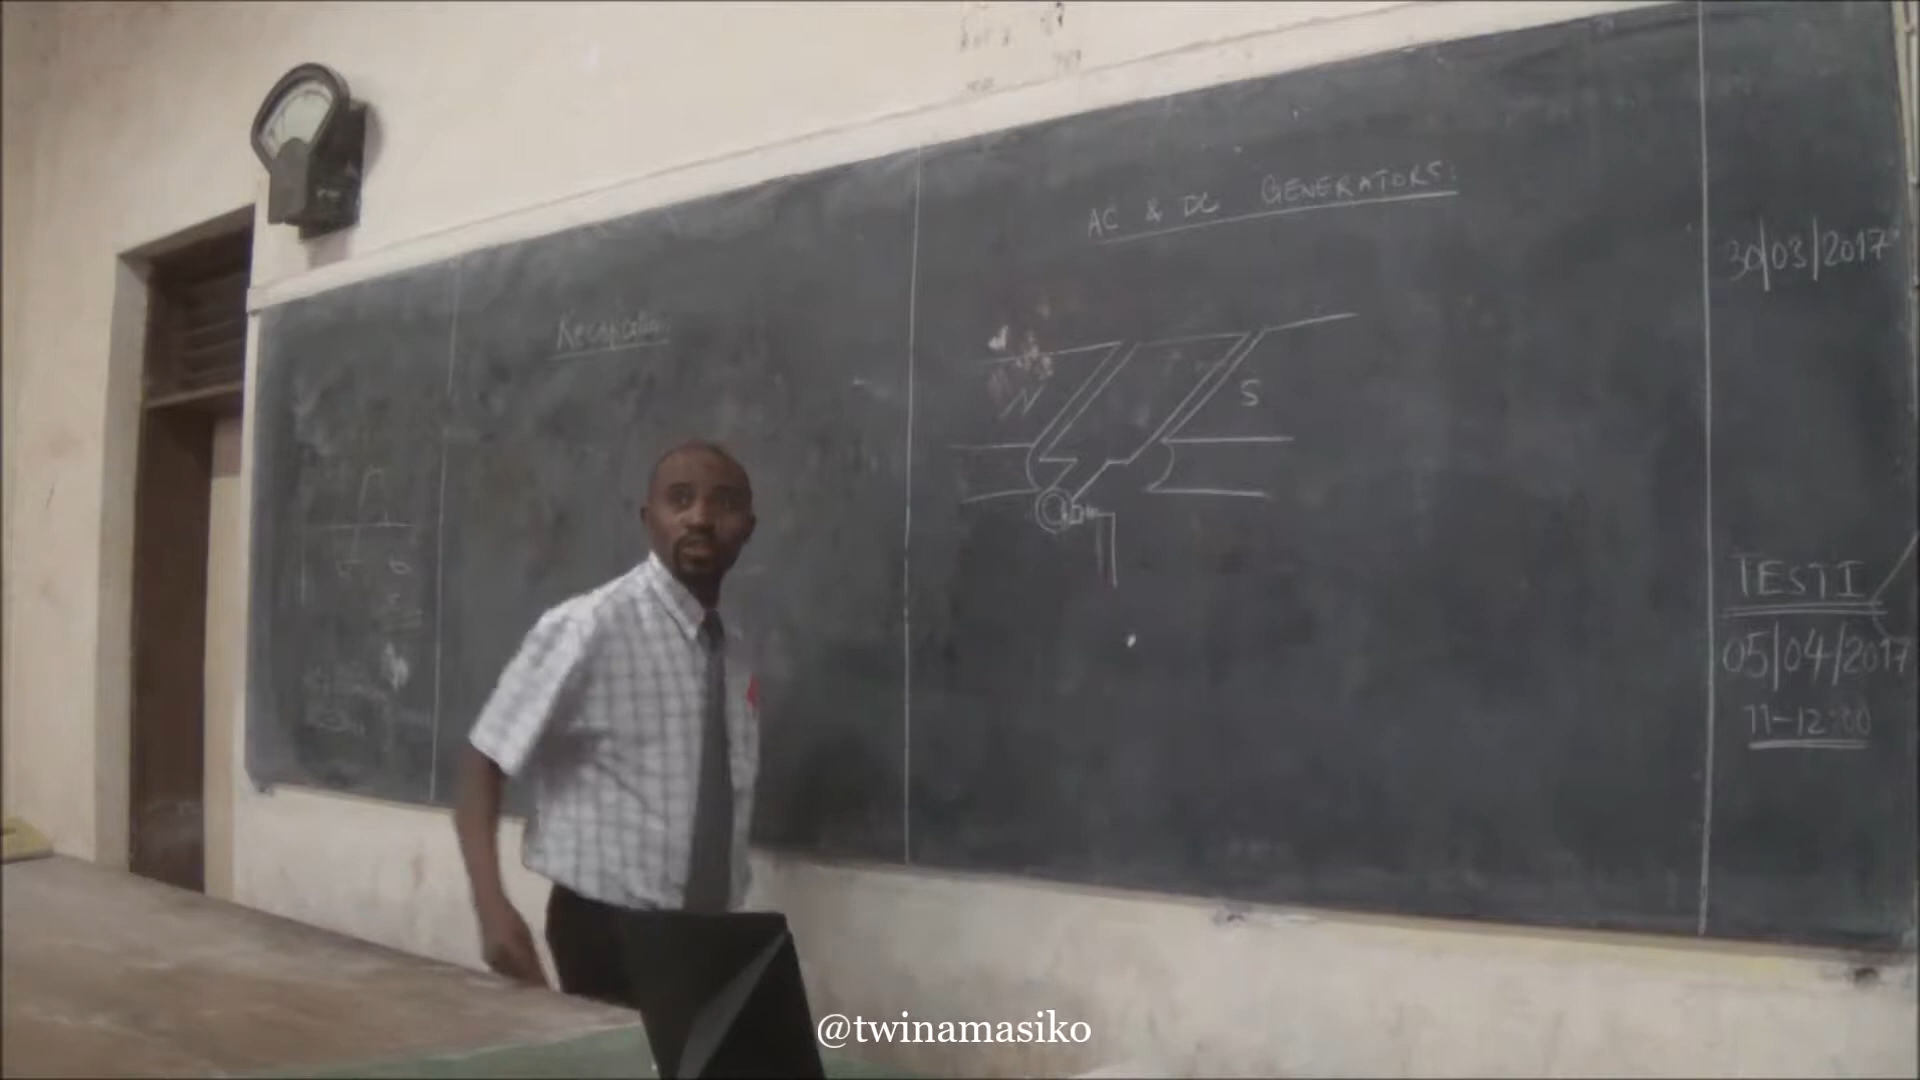 Recapitulation
AC & DC GENERATORS:
N
S
30/03/2017
TEST I
05/04/2017
11-12:00
@twinamasiko